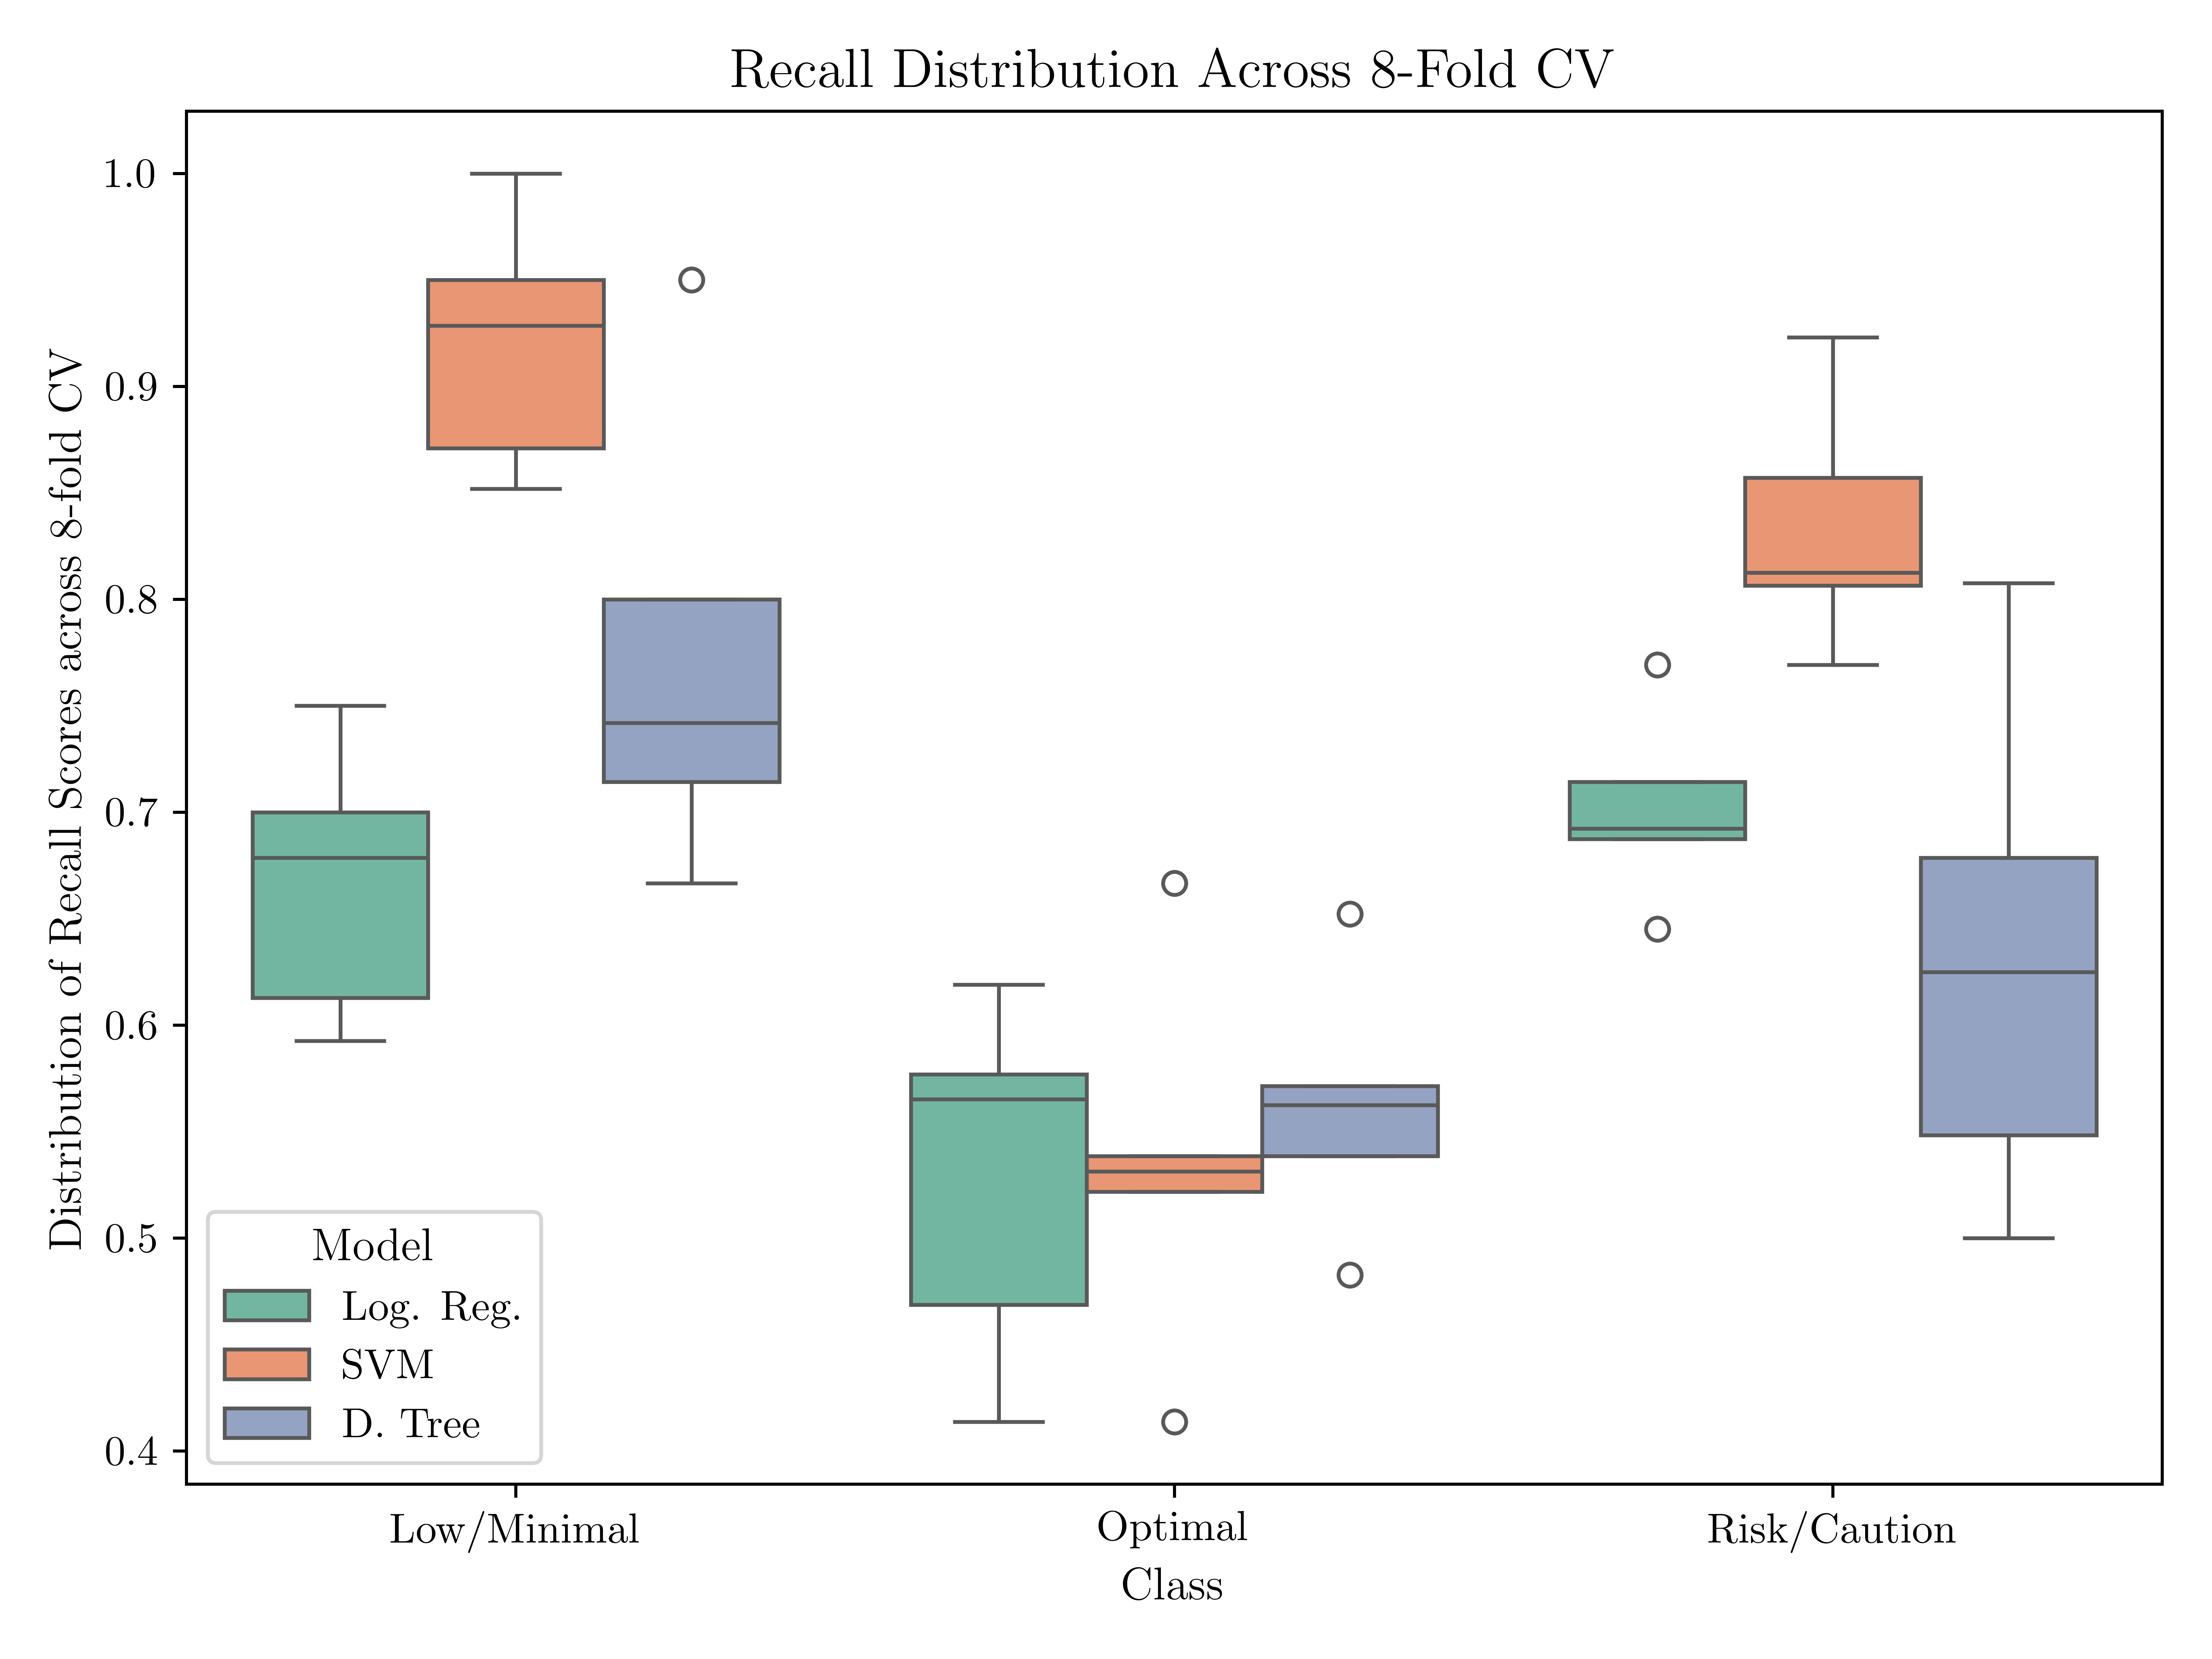 Recall Distribution Across 8-Fold CV
Distribution of Recall Scores across 8-fold CV
1.0
0.9
0.8
0.7
0.6
0.5
0.4
Model
Log. Reg.
SVM
D. Tree
Low/Minimal
Optimal
Risk/Caution
Class